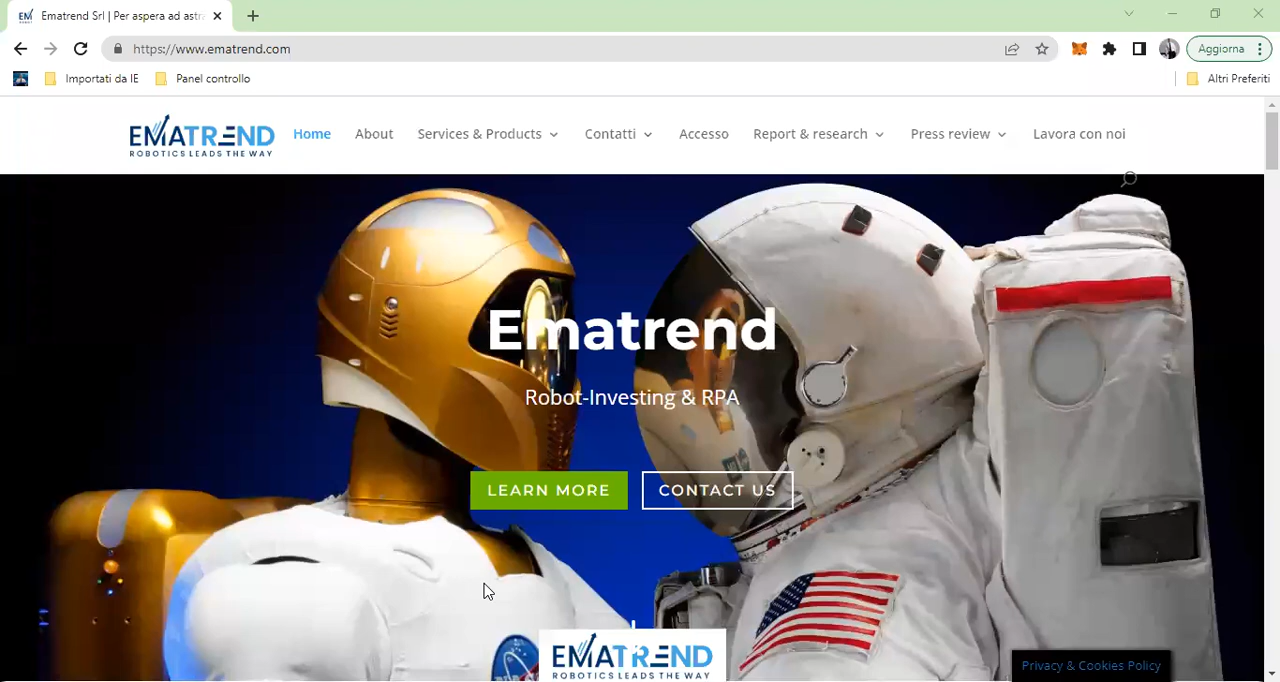 EM Ematrend Srl | Per aspera ad astra
https://www.ematrend.com
Aggiorna
Importati da IE Panel controllo Altri Preferiti
EMATREND
ROBOTICS LEADS THE WAY
Home About Services & Products Contatti Accesso Report & research Press review Lavora con noi
Ematrend
Robot-Investing & RPA
LEARN MORE CONTACT US
EMATREND
ROBOTICS LEADS THE WAY
Privacy & Cookies Policy